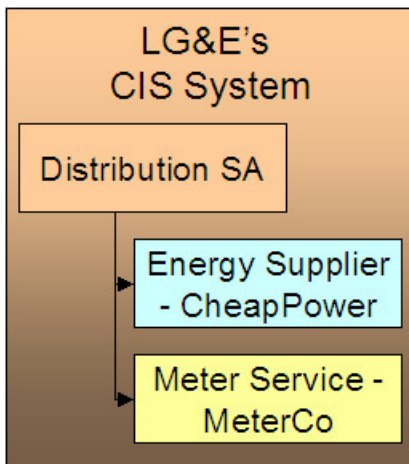 LG&E's
CIS System
Distribution SA
Energy Supplier
- CheapPower
Meter Service -
MeterCo